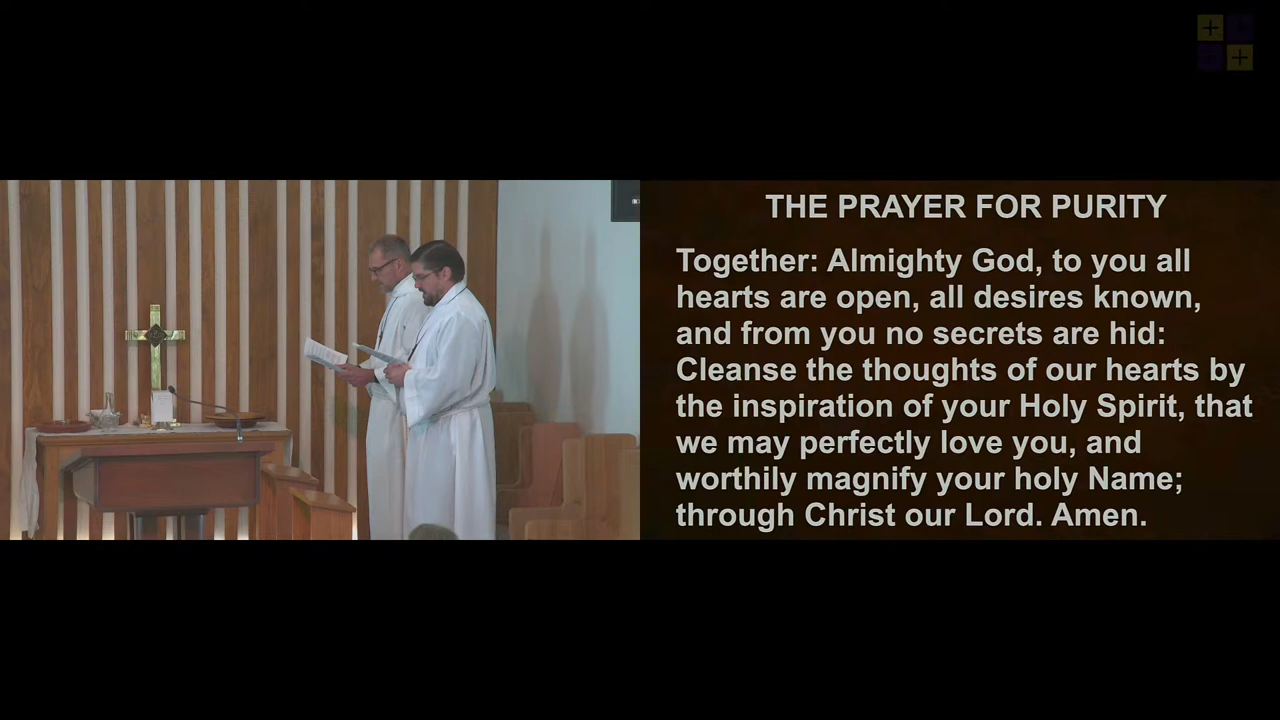 THE PRAYER FOR PURITY
Together: Almighty God, to you all
hearts are open, all desires known,
and from you no secrets are hid:
Cleanse the thoughts of our hearts by
the inspiration of your Holy Spirit, that
we may perfectly love you, and
worthily magnify your holy Name;
through Christ our Lord. Amen.